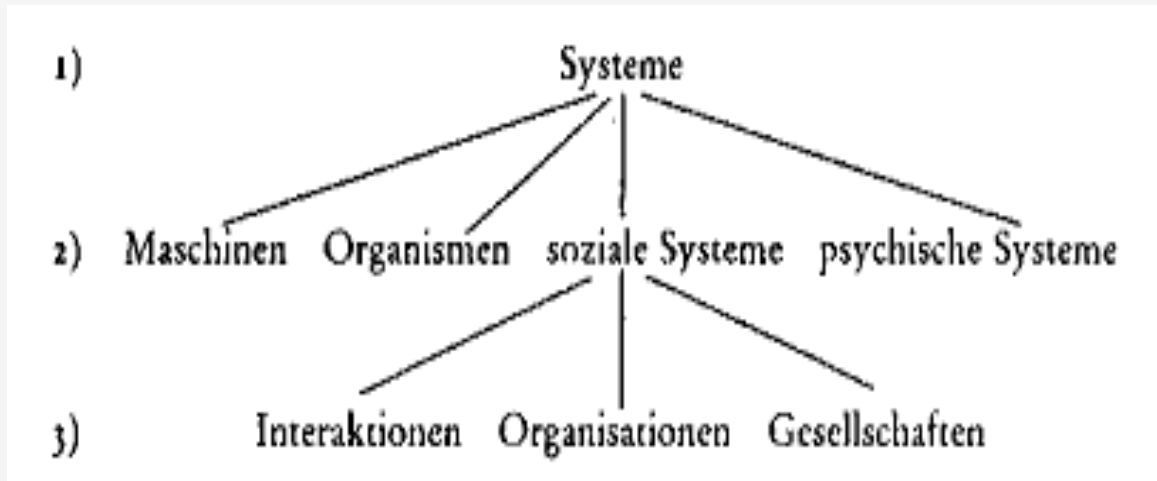 1) Systeme
2) Maschinen Organismen soziale Systeme psychische Systeme
3) Interaktionen Organisationen Gesellschaften